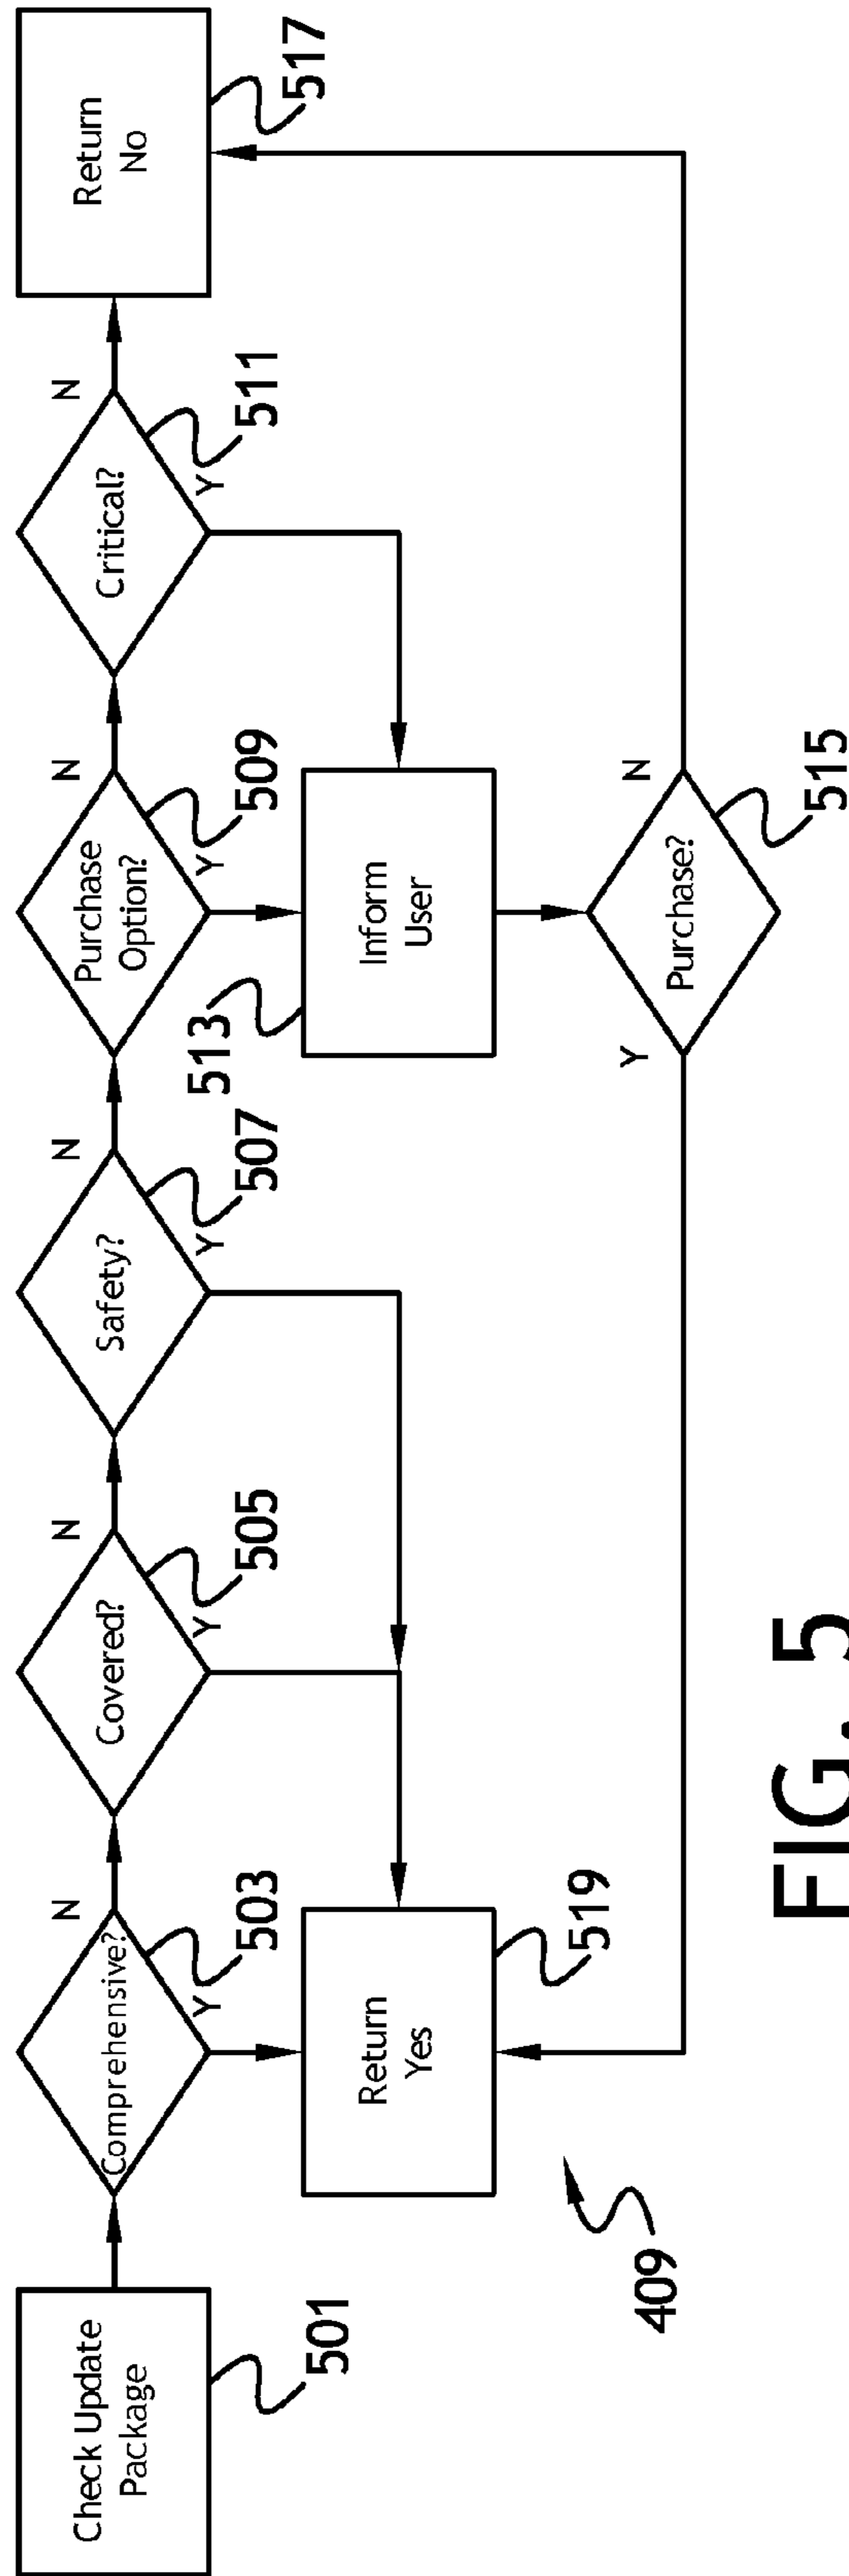 Check Update
Package
501
Comprehensive?
N
Y
503
Covered?
N
Y
505
Safety?
N
Y
507
Purchase
Option?
N
Y
509
Critical?
N
Y
511
Return
No
517
Return
Yes
519
513
Inform
User
Y
Purchase?
N
515
409
FIG. 5